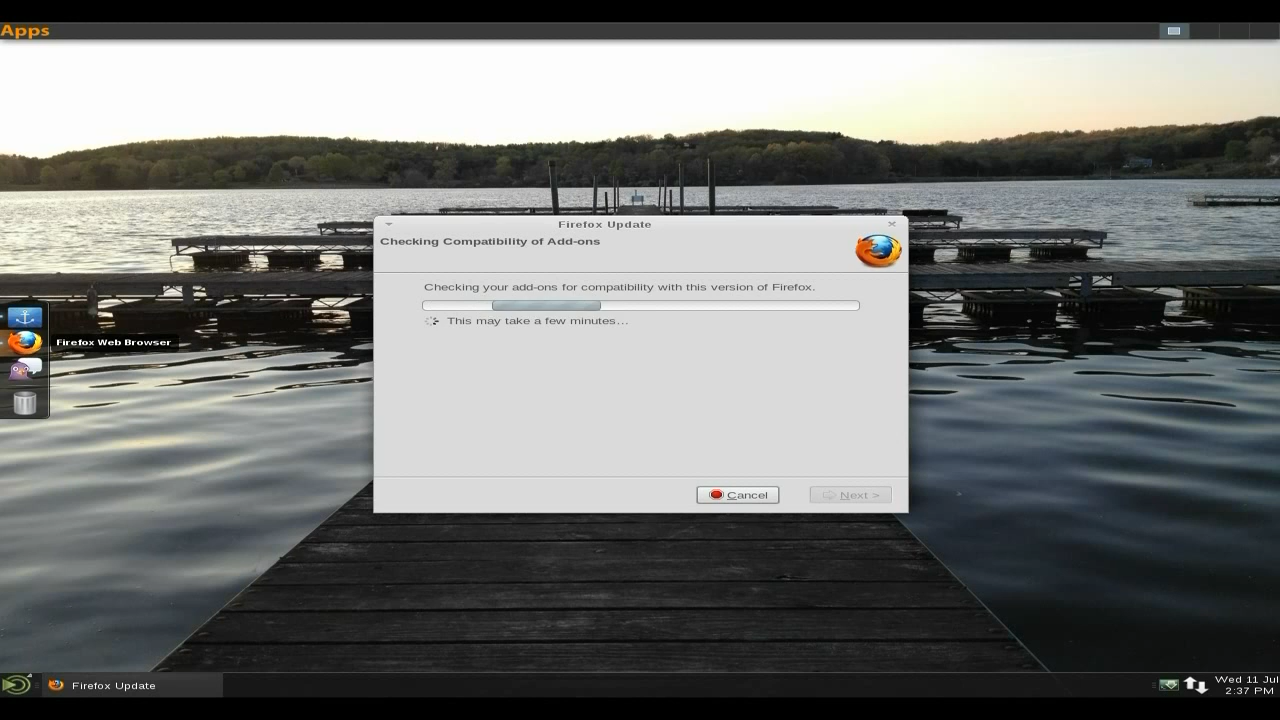 Apps
Firefox Update
Checking Compatibility of Add-ons
Checking your add-ons for compatibility with this version of Firefox.
This may take a few minutes...
Firefox Web Browser
Cancel
Next >
Firefox Update
Wed 11 Jul
2:37 PM